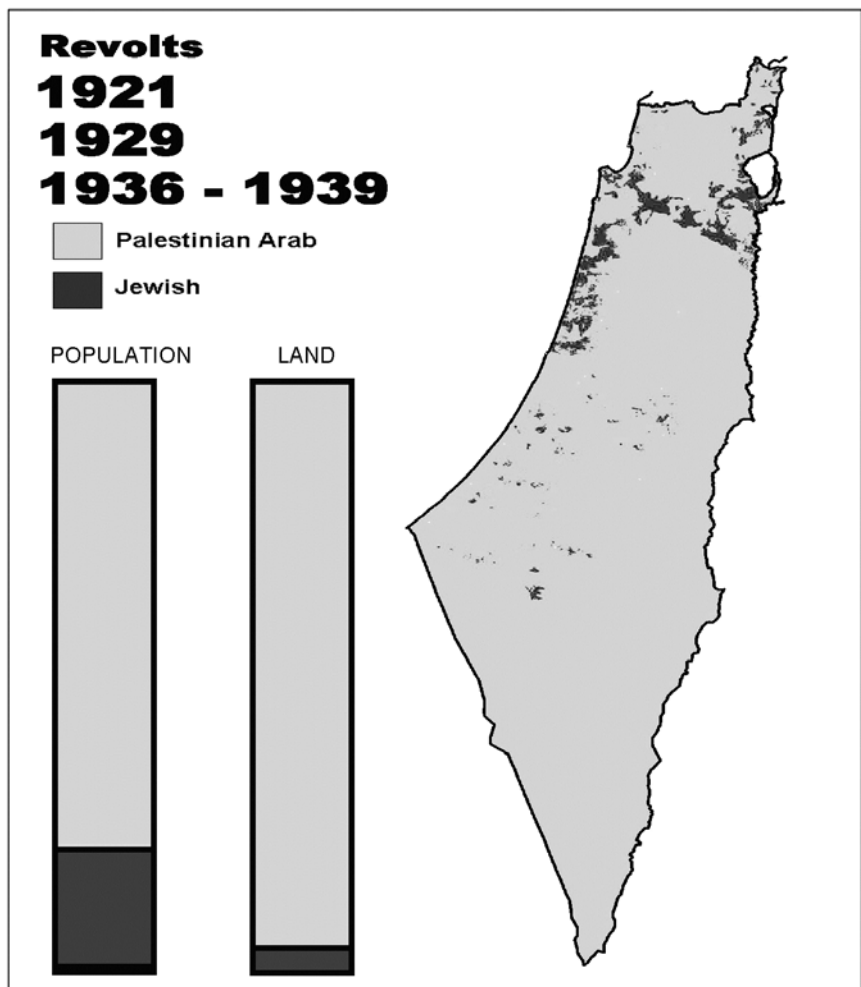 Revolts
1921
1929
1936 - 1939
Palestinian Arab
Jewish
POPULATION
LAND